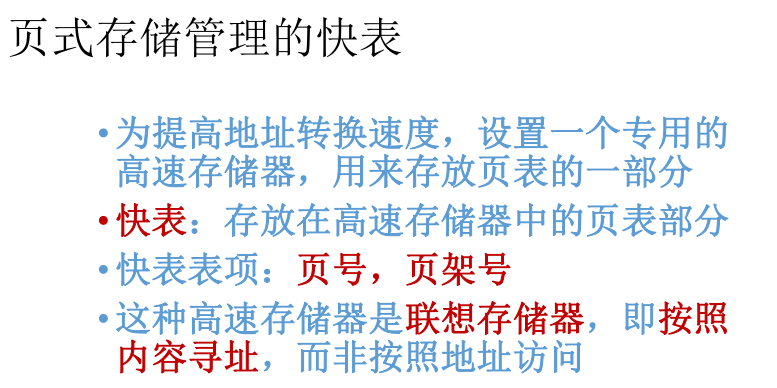 页式存储管理的快表
•为提高地址转换速度，设置一个专用的
高速存储器，用来存放页表的一部分
•快表：存放在高速存储器中的页表部分
•快表表项：页号，页架号
•这种高速存储器是联想存储器，即按照
内容寻址，而非按照地址访问